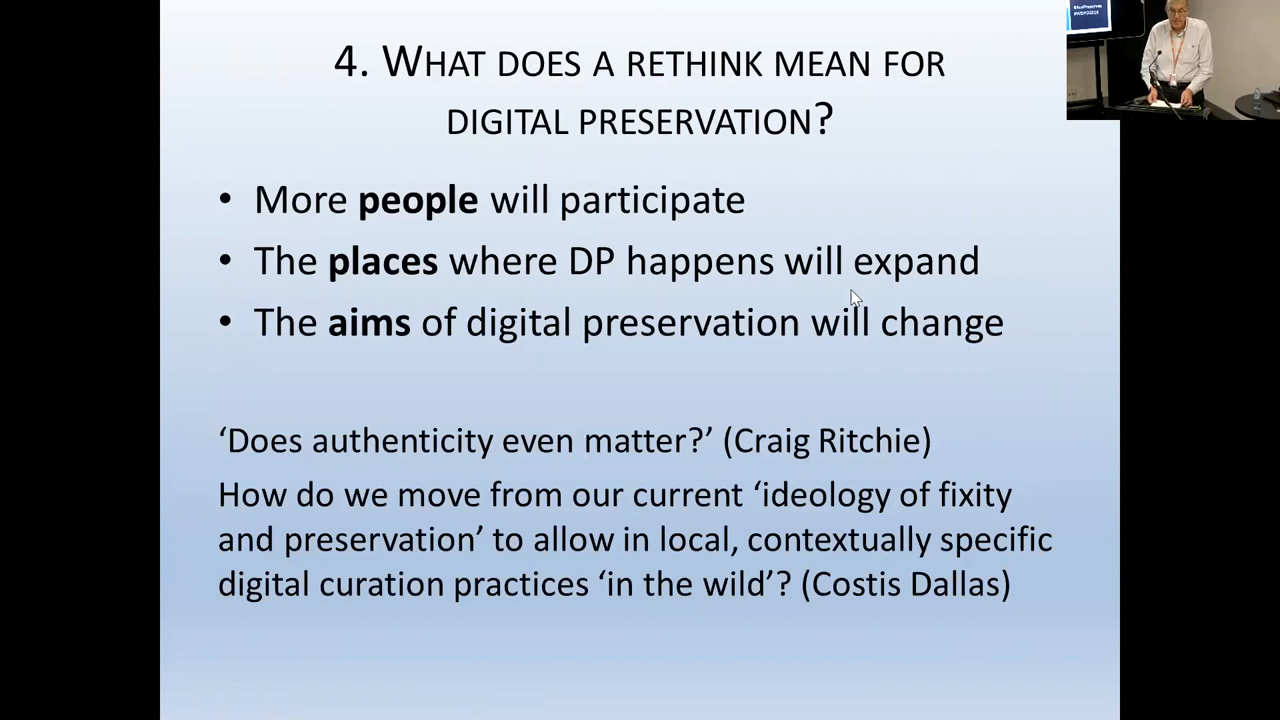 #AusPreserves
#WDPD2019
4. WHAT DOES A RETHINK MEAN FOR
DIGITAL PRESERVATION?
• More people will participate
• The places where DP happens will expand
• The aims of digital preservation will change
‘Does authenticity even matter?’ (Craig Ritchie)
How do we move from our current ‘ideology of fixity
and preservation’ to allow in local, contextually specific
digital curation practices ‘in the wild’? (Costis Dallas)